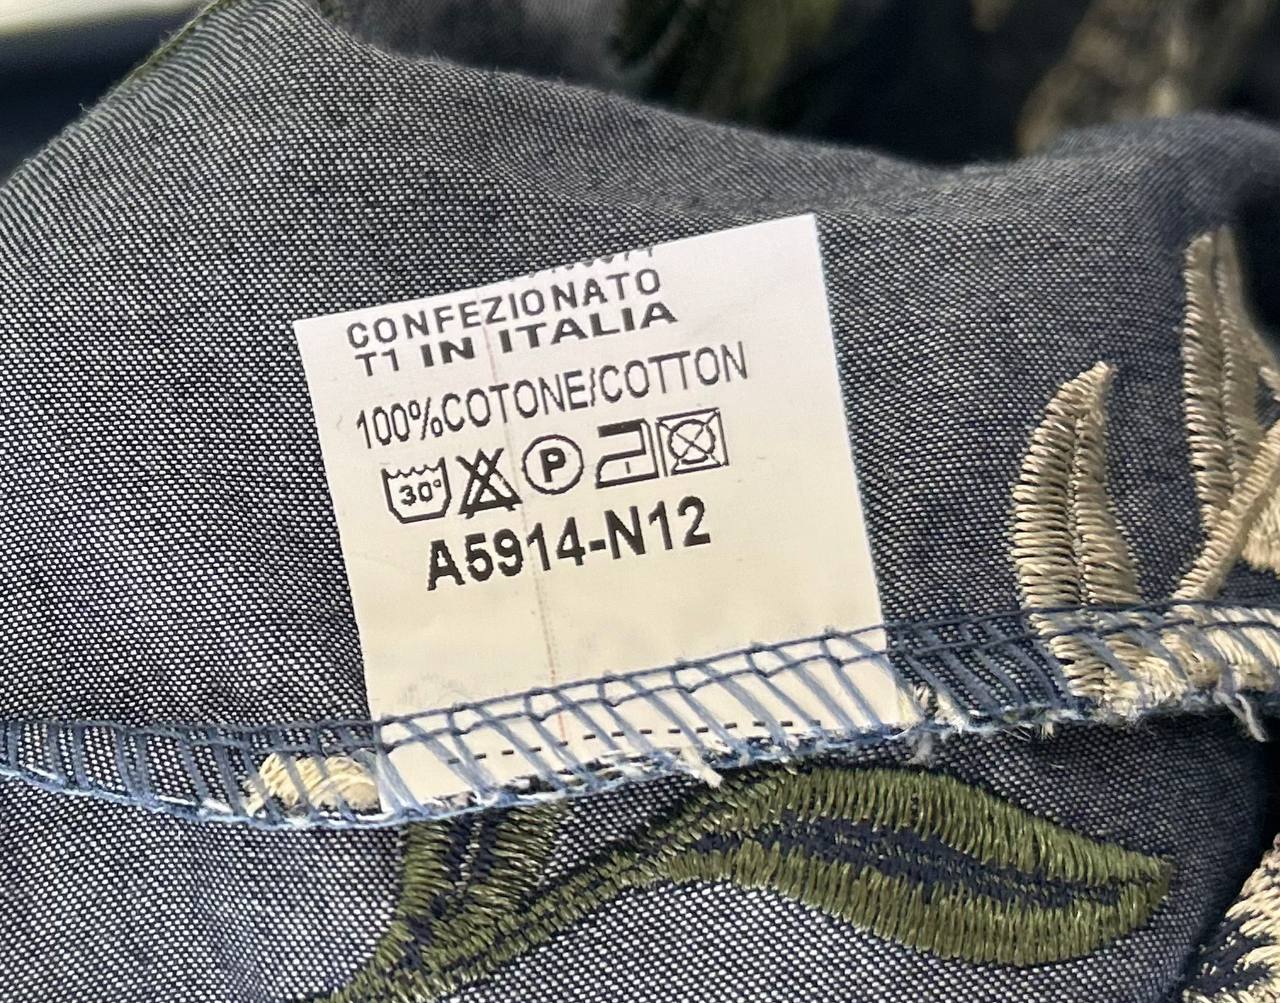 CONFEZIONATO
T1 IN ITALIA
100%COTONE/COTTON
30° P
A5914-N12